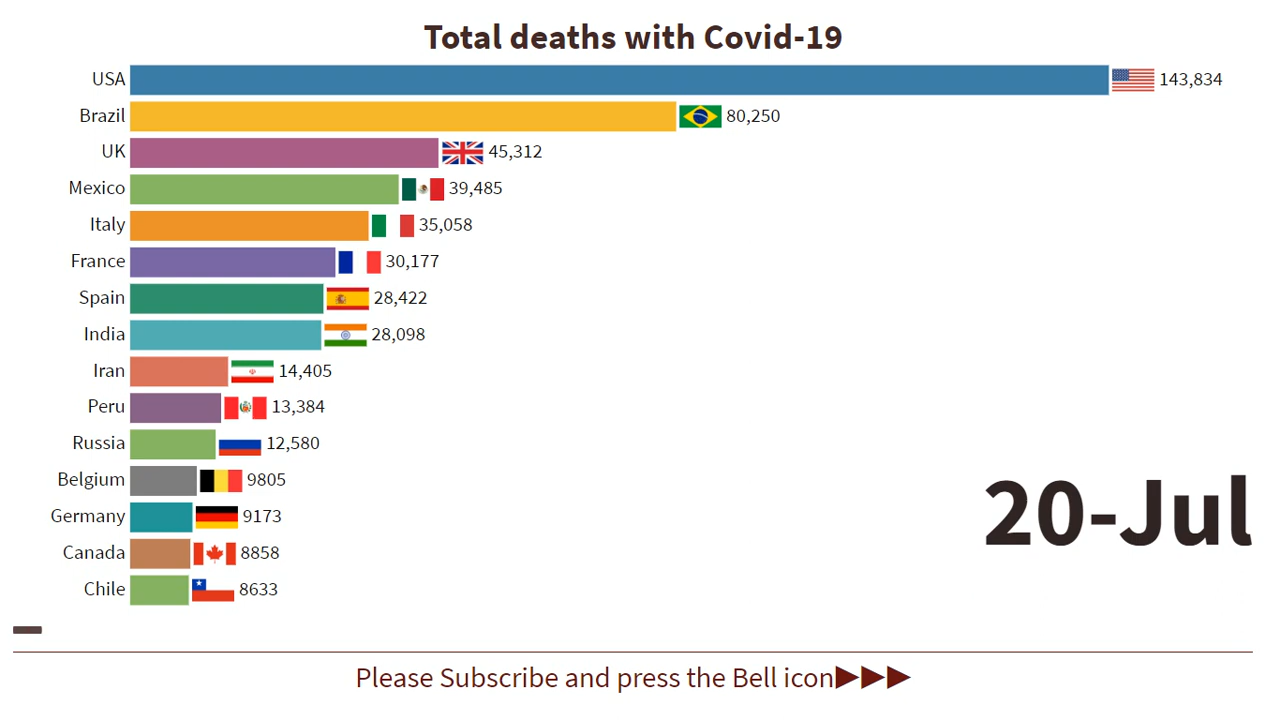 Total deaths with Covid-19
USA 143,834
Brazil 80,250
UK 45,312
Mexico 39,485
Italy 35,058
France 30,177
Spain 28,422
India 28,098
Iran 14,405
Peru 13,384
Russia 12,580
Belgium 9805
Germany 9173
Canada 8858
Chile 8633
20-Jul
Please Subscribe and press the Bell icon▶▶▶